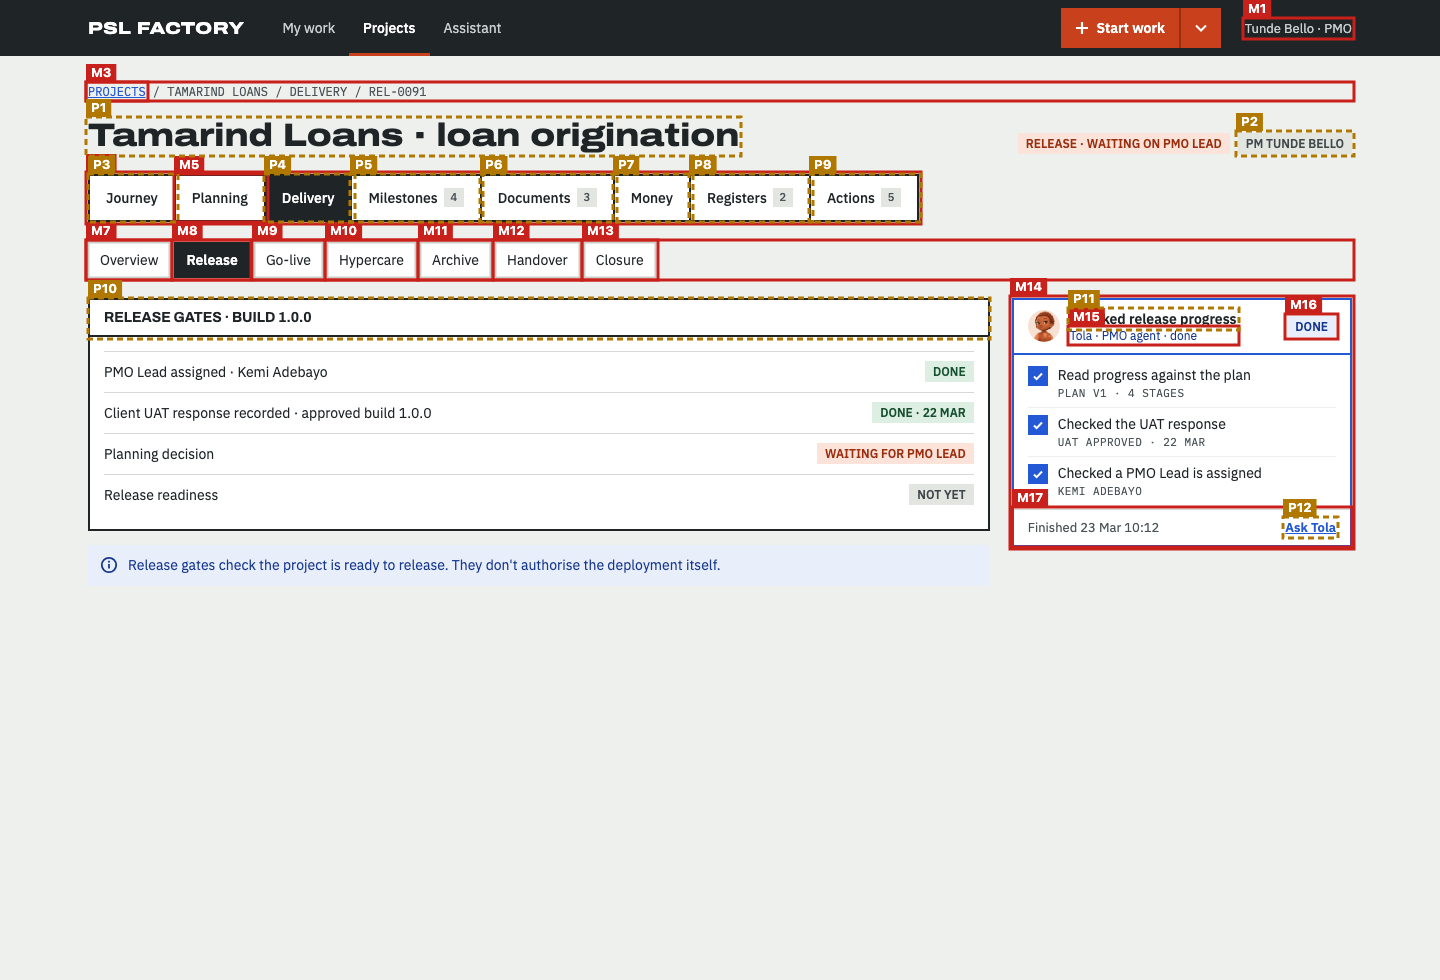 PSL FACTORY My work Projects Assistant Start work M1 Tunde Bello · PMO
M3
PROJECTS / TAMARIND LOANS / DELIVERY / REL-0091
P1
Tamarind Loans · loan origination
RELEASE · WAITING ON PMO LEAD
P2
PM TUNDE BELLO
P3 M5 P4 P5 P6 P7 P8 P9
Journey Planning Delivery Milestones 4 Documents 3 Money Registers 2 Actions 5
M7 M8 M9 M10 M11 M12 M13
Overview Release Go-live Hypercare Archive Handover Closure
P10
RELEASE GATES · BUILD 1.0.0
PMO Lead assigned · Kemi Adebayo DONE
Client UAT response recorded · approved build 1.0.0 DONE · 22 MAR
Planning decision WAITING FOR PMO LEAD
Release readiness NOT YET
Release gates check the project is ready to release. They don't authorise the deployment itself.
M14
P11 M16
M15 release progress DONE
Tola · PMO agent · done
Read progress against the plan
PLAN V1 · 4 STAGES
Checked the UAT response
UAT APPROVED · 22 MAR
Checked a PMO Lead is assigned
KEMI ADEBAYO
M17 P12
Finished 23 Mar 10:12 Ask Tola